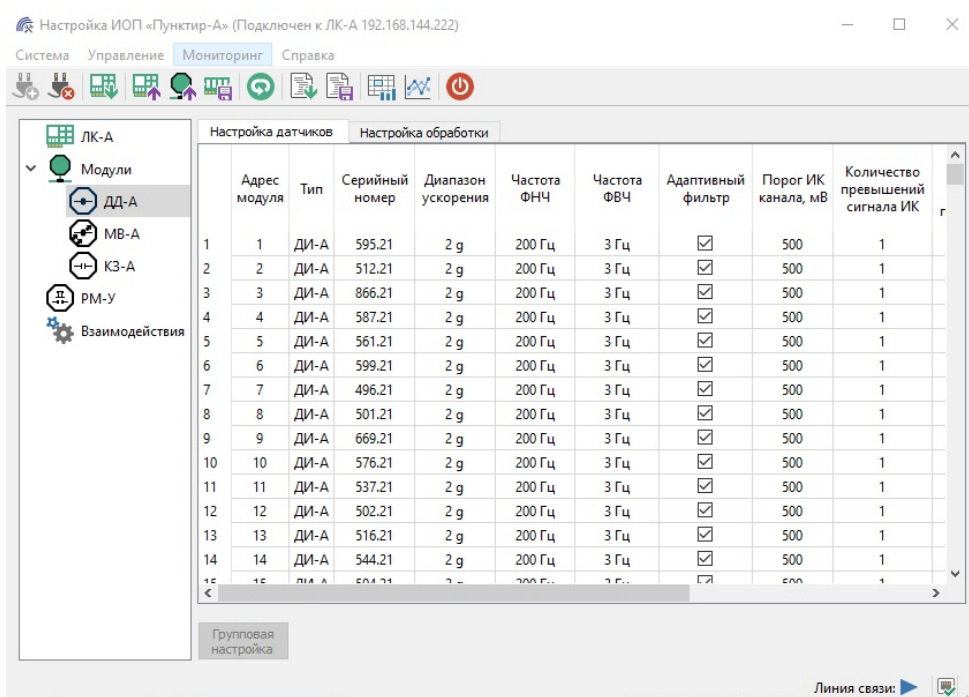 Настройка ИОП «Пунктир-А» (Подключен к ЛК-А 192.168.144.222)
Система Управление Мониторинг Справка
ЛК-А
Модули
ДД-А
МВ-А
КЗ-А
РМ-У
Взаимодействия
Настройка датчиков Настройка обработки
Адрес модуля Тип Серийный номер Диапазон ускорения Частота ФНЧ Частота ФВЧ Адаптивный фильтр Порог ИК канала, мВ Количество превышений сигнала ИК
1 1 ДИ-А 595.21 2 g 200 Гц 3 Гц 500 1
2 2 ДИ-А 512.21 2 g 200 Гц 3 Гц 500 1
3 3 ДИ-А 866.21 2 g 200 Гц 3 Гц 500 1
4 4 ДИ-А 587.21 2 g 200 Гц 3 Гц 500 1
5 5 ДИ-А 561.21 2 g 200 Гц 3 Гц 500 1
6 6 ДИ-А 599.21 2 g 200 Гц 3 Гц 500 1
7 7 ДИ-А 496.21 2 g 200 Гц 3 Гц 500 1
8 8 ДИ-А 501.21 2 g 200 Гц 3 Гц 500 1
9 9 ДИ-А 669.21 2 g 200 Гц 3 Гц 500 1
10 10 ДИ-А 576.21 2 g 200 Гц 3 Гц 500 1
11 11 ДИ-А 537.21 2 g 200 Гц 3 Гц 500 1
12 12 ДИ-А 502.21 2 g 200 Гц 3 Гц 500 1
13 13 ДИ-А 516.21 2 g 200 Гц 3 Гц 500 1
14 14 ДИ-А 544.21 2 g 200 Гц 3 Гц 500 1
Групповая
настройка
Линия связи: